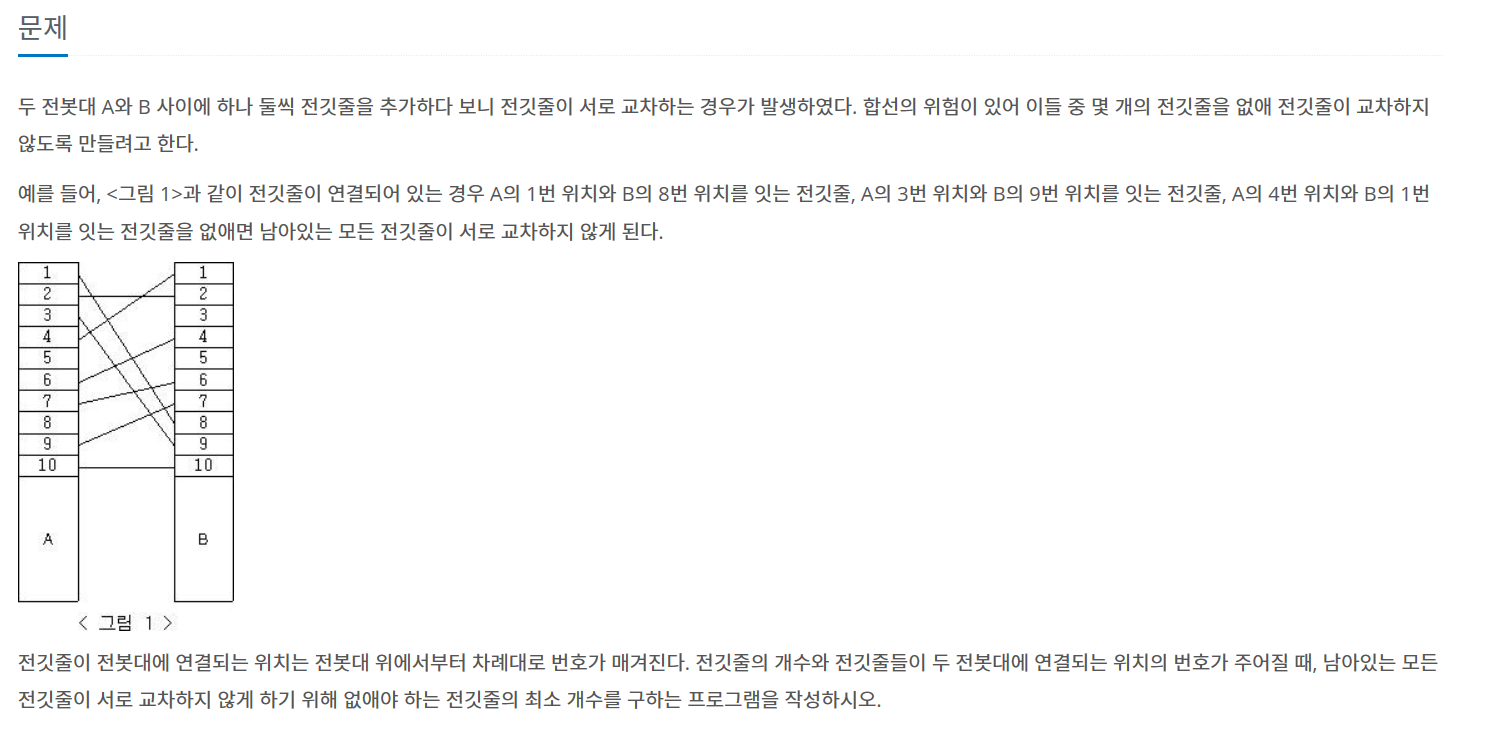 문제
두 전봇대 A와 B 사이에 하나 둘씩 전깃줄을 추가하다 보니 전깃줄이 서로 교차하는 경우가 발생하였다. 합선의 위험이 있어 이들 중 몇 개의 전깃줄을 없애 전깃줄이 교차하지
않도록 만들려고 한다.
예를 들어, <그림 1>과 같이 전깃줄이 연결되어 있는 경우 A의 1번 위치와 B의 8번 위치를 잇는 전깃줄, A의 3번 위치와 B의 9번 위치를 잇는 전깃줄, A의 4번 위치와 B의 1번
위치를 잇는 전깃줄을 없애면 남아있는 모든 전깃줄이 서로 교차하지 않게 된다.
1 1
2 2
3 3
4 4
5 5
6 6
7 7
8 8
9 9
10 10
A B
< 그림 1 >
전깃줄이 전봇대에 연결되는 위치는 전봇대 위에서부터 차례대로 번호가 매겨진다. 전깃줄의 개수와 전깃줄들이 두 전봇대에 연결되는 위치의 번호가 주어질 때, 남아있는 모든
전깃줄이 서로 교차하지 않게 하기 위해 없애야 하는 전깃줄의 최소 개수를 구하는 프로그램을 작성하시오.